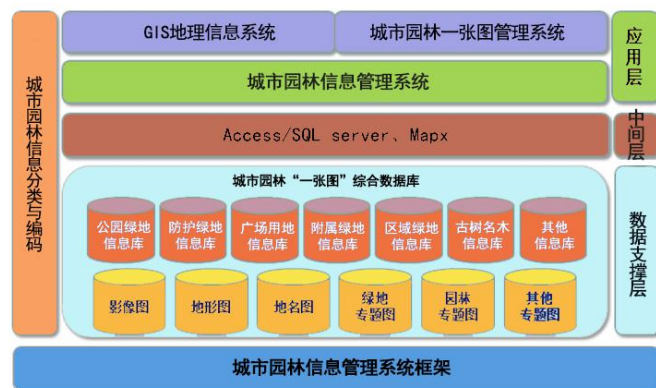 GIS地理信息系统
城市园林一张图管理系统
应用层
城市园林信息管理系统
城市园林信息分类与编码
Access/SQL server、Mapx
中间层
城市园林“一张图”综合数据库
公园绿地
信息库
防护绿地
信息库
广场用地
信息库
附属绿地
信息库
区域绿地
信息库
古树名木
信息库
其他
信息库
数据支撑层
影像图
地形图
地名图
绿地
专题图
园林
专题图
其他
专题图
城市园林信息管理系统框架